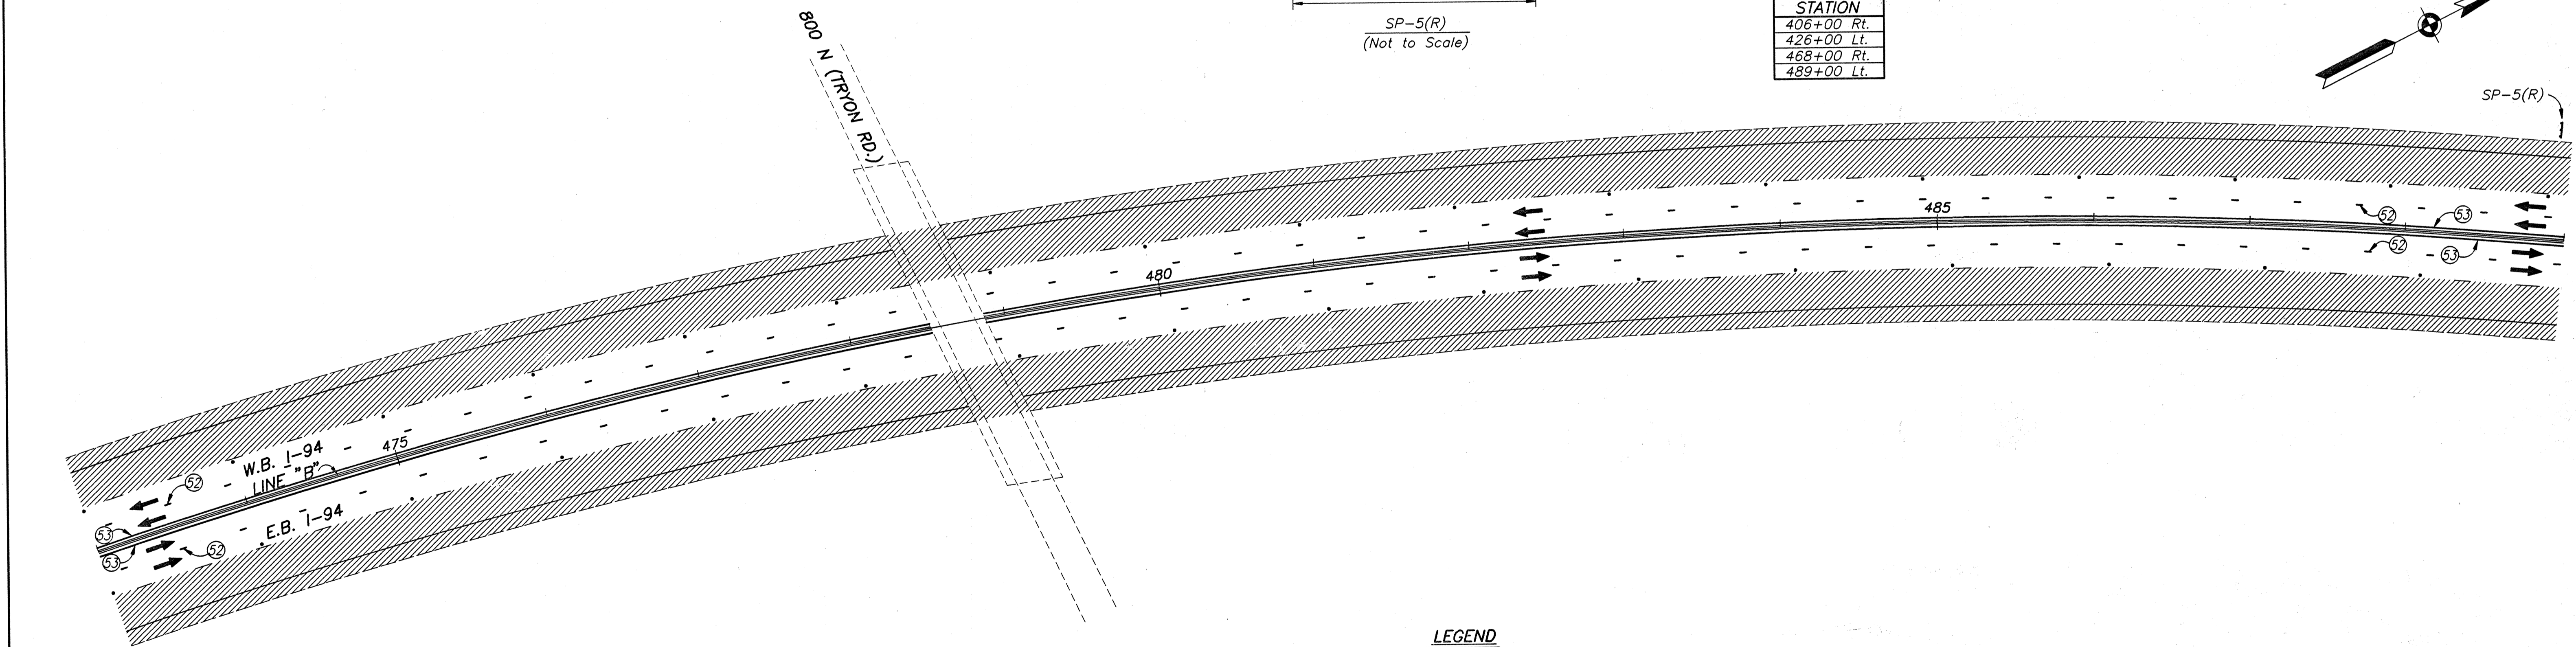 SP-5(R)
(Not to Scale)
STATION
406+00 Rt.
426+00 Lt.
468+00 Rt.
489+00 Lt.
SP-5(R)
800 N (TRYON RD.)
485
52
53
52
53
480
475
W.B. I-94
LINE "B"
52
E.B. I-94
53
53
52
LEGEND